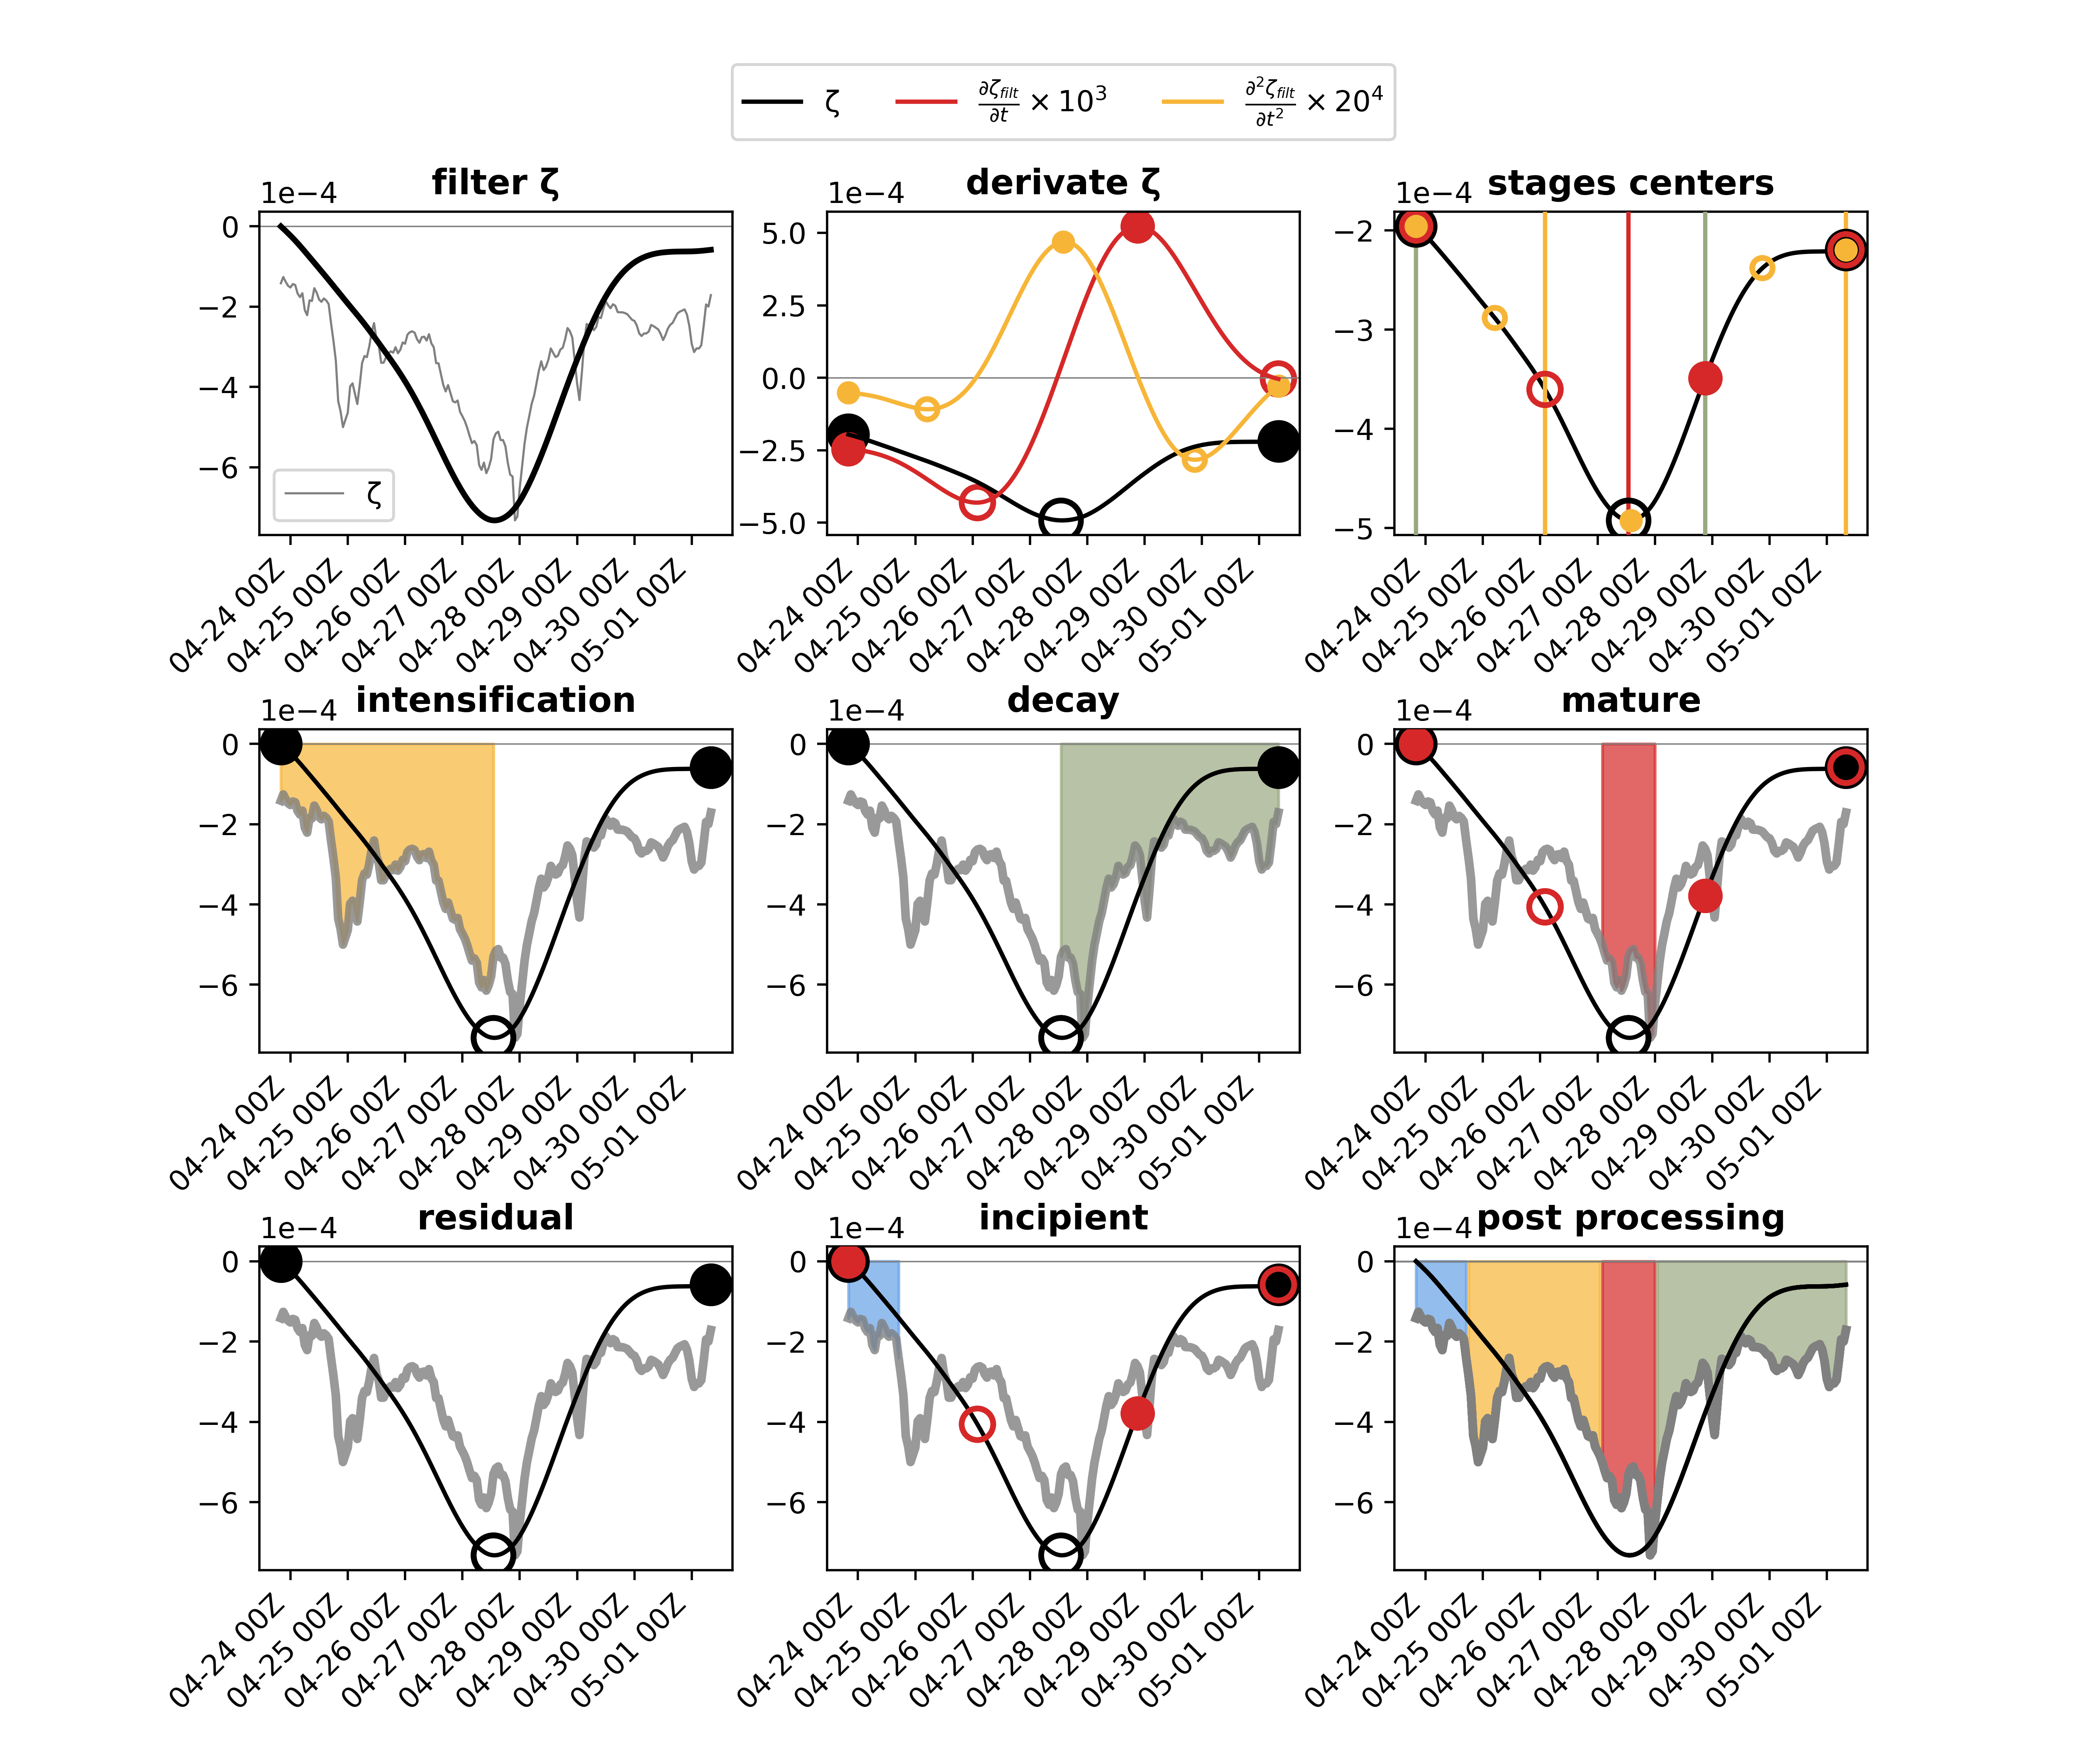 ζ ∂ζfilt/∂t × 10³ ∂²ζfilt/∂t² × 20⁴
filter ζ
1e−4
0
−2
−4
−6
ζ
04-24 00Z
04-25 00Z
04-26 00Z
04-27 00Z
04-28 00Z
04-29 00Z
04-30 00Z
05-01 00Z
derivate ζ
1e−4
5.0
2.5
0.0
−2.5
−5.0
04-24 00Z
04-25 00Z
04-26 00Z
04-27 00Z
04-28 00Z
04-29 00Z
04-30 00Z
05-01 00Z
stages centers
1e−4
−2
−3
−4
−5
04-24 00Z
04-25 00Z
04-26 00Z
04-27 00Z
04-28 00Z
04-29 00Z
04-30 00Z
05-01 00Z
intensification
1e−4
0
−2
−4
−6
04-24 00Z
04-25 00Z
04-26 00Z
04-27 00Z
04-28 00Z
04-29 00Z
04-30 00Z
05-01 00Z
decay
1e−4
0
−2
−4
−6
04-24 00Z
04-25 00Z
04-26 00Z
04-27 00Z
04-28 00Z
04-29 00Z
04-30 00Z
05-01 00Z
mature
1e−4
0
−2
−4
−6
04-24 00Z
04-25 00Z
04-26 00Z
04-27 00Z
04-28 00Z
04-29 00Z
04-30 00Z
05-01 00Z
residual
1e−4
0
−2
−4
−6
04-24 00Z
04-25 00Z
04-26 00Z
04-27 00Z
04-28 00Z
04-29 00Z
04-30 00Z
05-01 00Z
incipient
1e−4
0
−2
−4
−6
04-24 00Z
04-25 00Z
04-26 00Z
04-27 00Z
04-28 00Z
04-29 00Z
04-30 00Z
05-01 00Z
post processing
1e−4
0
−2
−4
−6
04-24 00Z
04-25 00Z
04-26 00Z
04-27 00Z
04-28 00Z
04-29 00Z
04-30 00Z
05-01 00Z